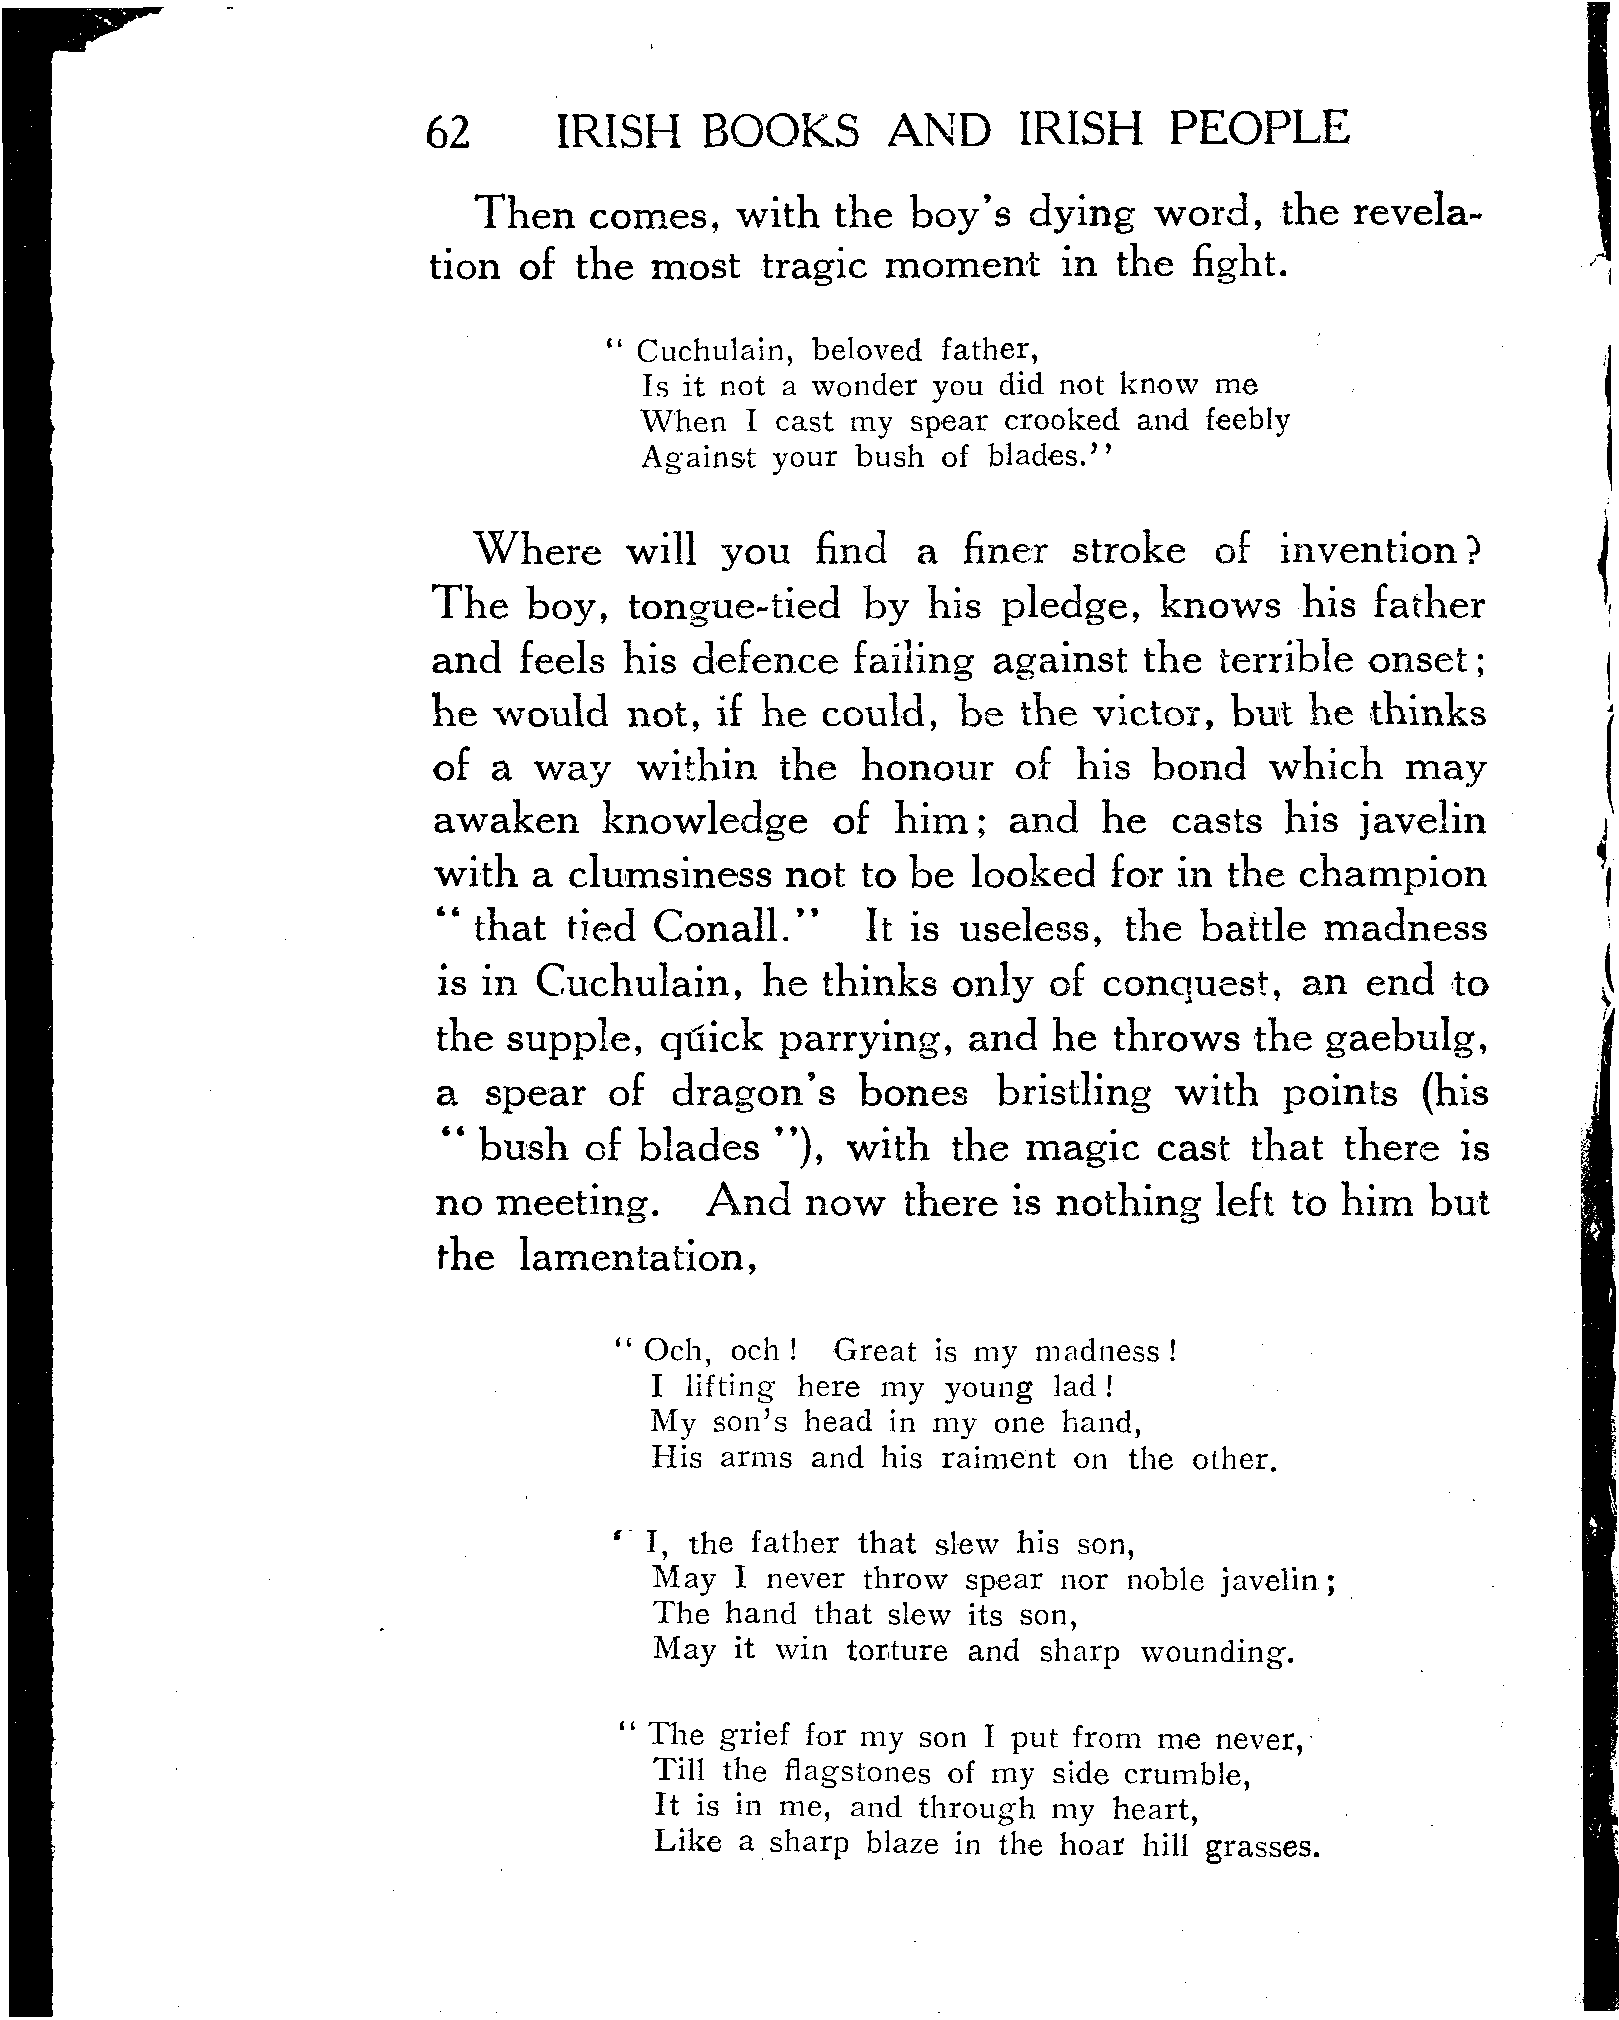 62 IRISH BOOKS AND IRISH PEOPLE
Then comes, with the boy's dying word, the revela-
tion of the most tragic moment in the fight.
“ Cuchulain, beloved father,
Is it not a wonder you did not know me
When I cast my spear crooked and feebly
Against your bush of blades.’’
Where will you find a finer stroke of invention?
The boy, tongue-tied by his pledge, knows his father
and feels his defence failing against the terrible onset;
he would not, if he could, be the victor, but he thinks
of a way within the honour of his bond which may
awaken knowledge of him; and he casts his javelin
with a clumsiness not to be looked for in the champion
“ that tied Conall.” It is useless, the battle madness
is in Cuchulain, he thinks only of conquest, an end to
the supple, quick parrying, and he throws the gaebulg,
a spear of dragon's bones bristling with points (his
“ bush of blades ”), with the magic cast that there is
no meeting. And now there is nothing left to him but
the lamentation,
“ Och, och! Great is my madness!
I lifting here my young lad!
My son's head in my one hand,
His arms and his raiment on the other.
‘ I, the father that slew his son,
May I never throw spear nor noble javelin;
The hand that slew its son,
May it win torture and sharp wounding.
“ The grief for my son I put from me never,
Till the flagstones of my side crumble,
It is in me, and through my heart,
Like a sharp blaze in the hoar hill grasses.